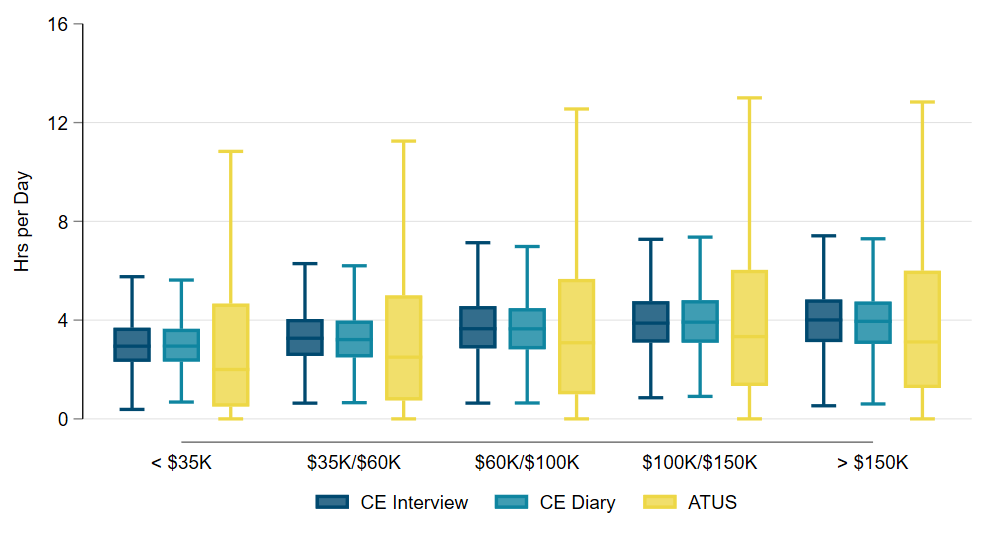 16
12
8
4
0
Hrs per Day
< $35K
$35K/$60K
$60K/$100K
$100K/$150K
> $150K
CE Interview
CE Diary
ATUS